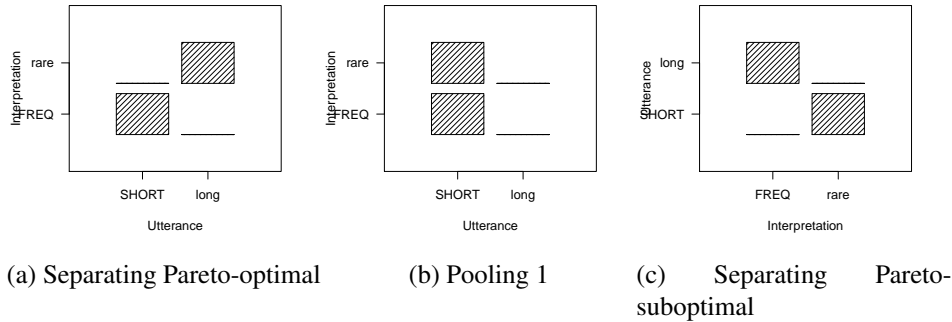 Interpretation
rare
FREQ
SHORT long
Utterance
(a) Separating Pareto-optimal
Interpretation
rare
FREQ
SHORT long
Utterance
(b) Pooling 1
Utterance
long
SHORT
FREQ rare
Interpretation
(c) Separating Pareto-
suboptimal